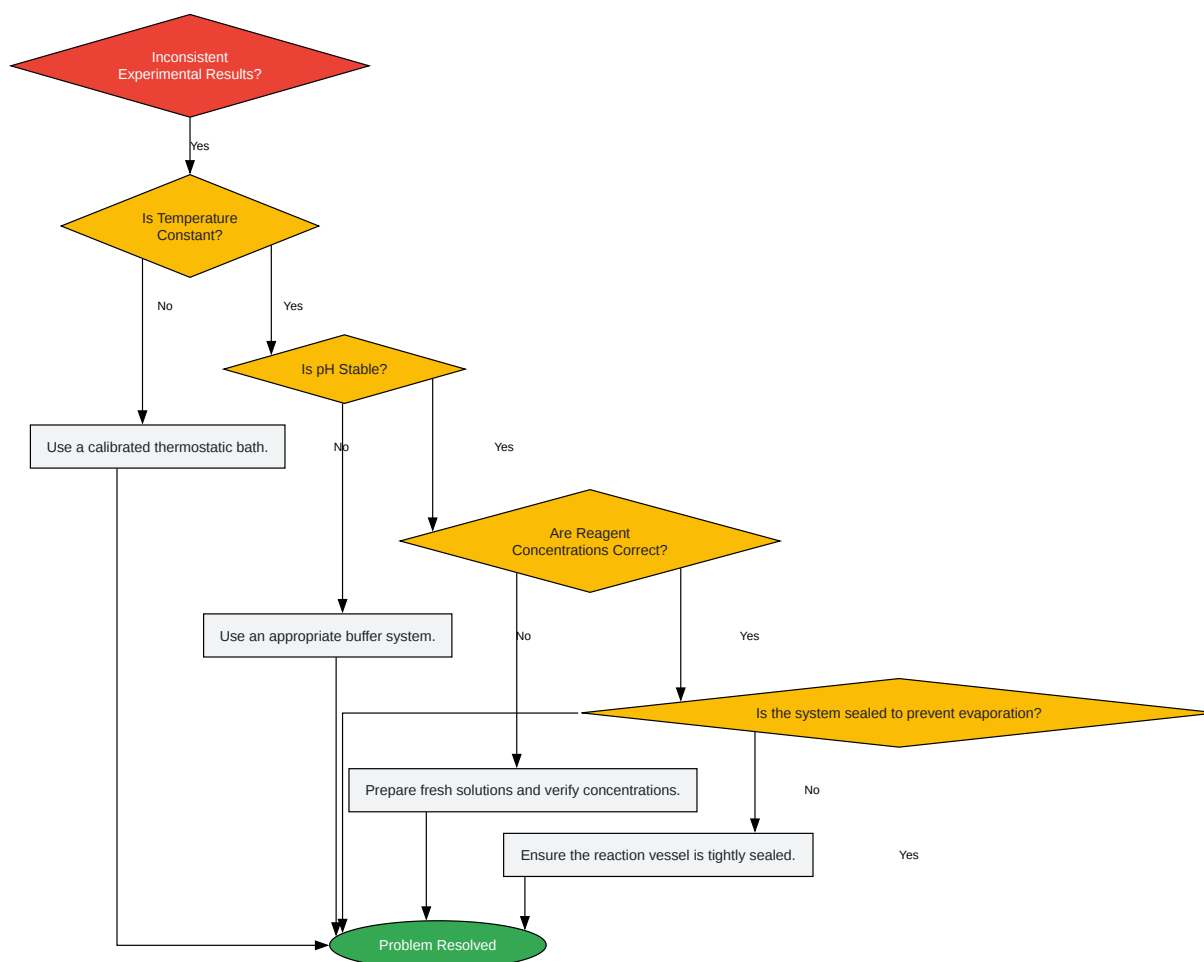 Inconsistent
Experimental Results?
Yes
Is Temperature
Constant?
No
Yes
Is pH Stable?
Use a calibrated thermostatic bath.
No
Yes
Are Reagent
Concentrations Correct?
Use an appropriate buffer system.
No
Yes
Is the system sealed to prevent evaporation?
Prepare fresh solutions and verify concentrations.
No
Ensure the reaction vessel is tightly sealed.
Yes
Problem Resolved